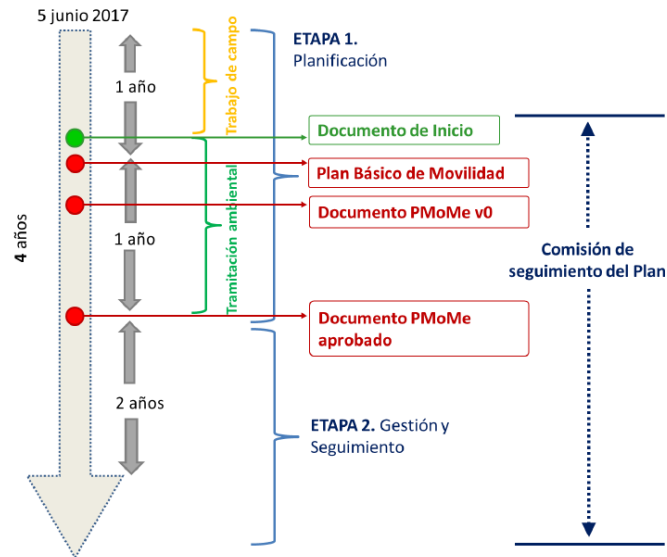 5 junio 2017
ETAPA 1.
Planificación
1 año
Trabajo de campo
Documento de Inicio
Plan Básico de Movilidad
Tramitación ambiental
Documento PMoMe v0
1 año
4 años
Comisión de
seguimiento del Plan
Documento PMoMe
aprobado
2 años
ETAPA 2. Gestión y
Seguimiento